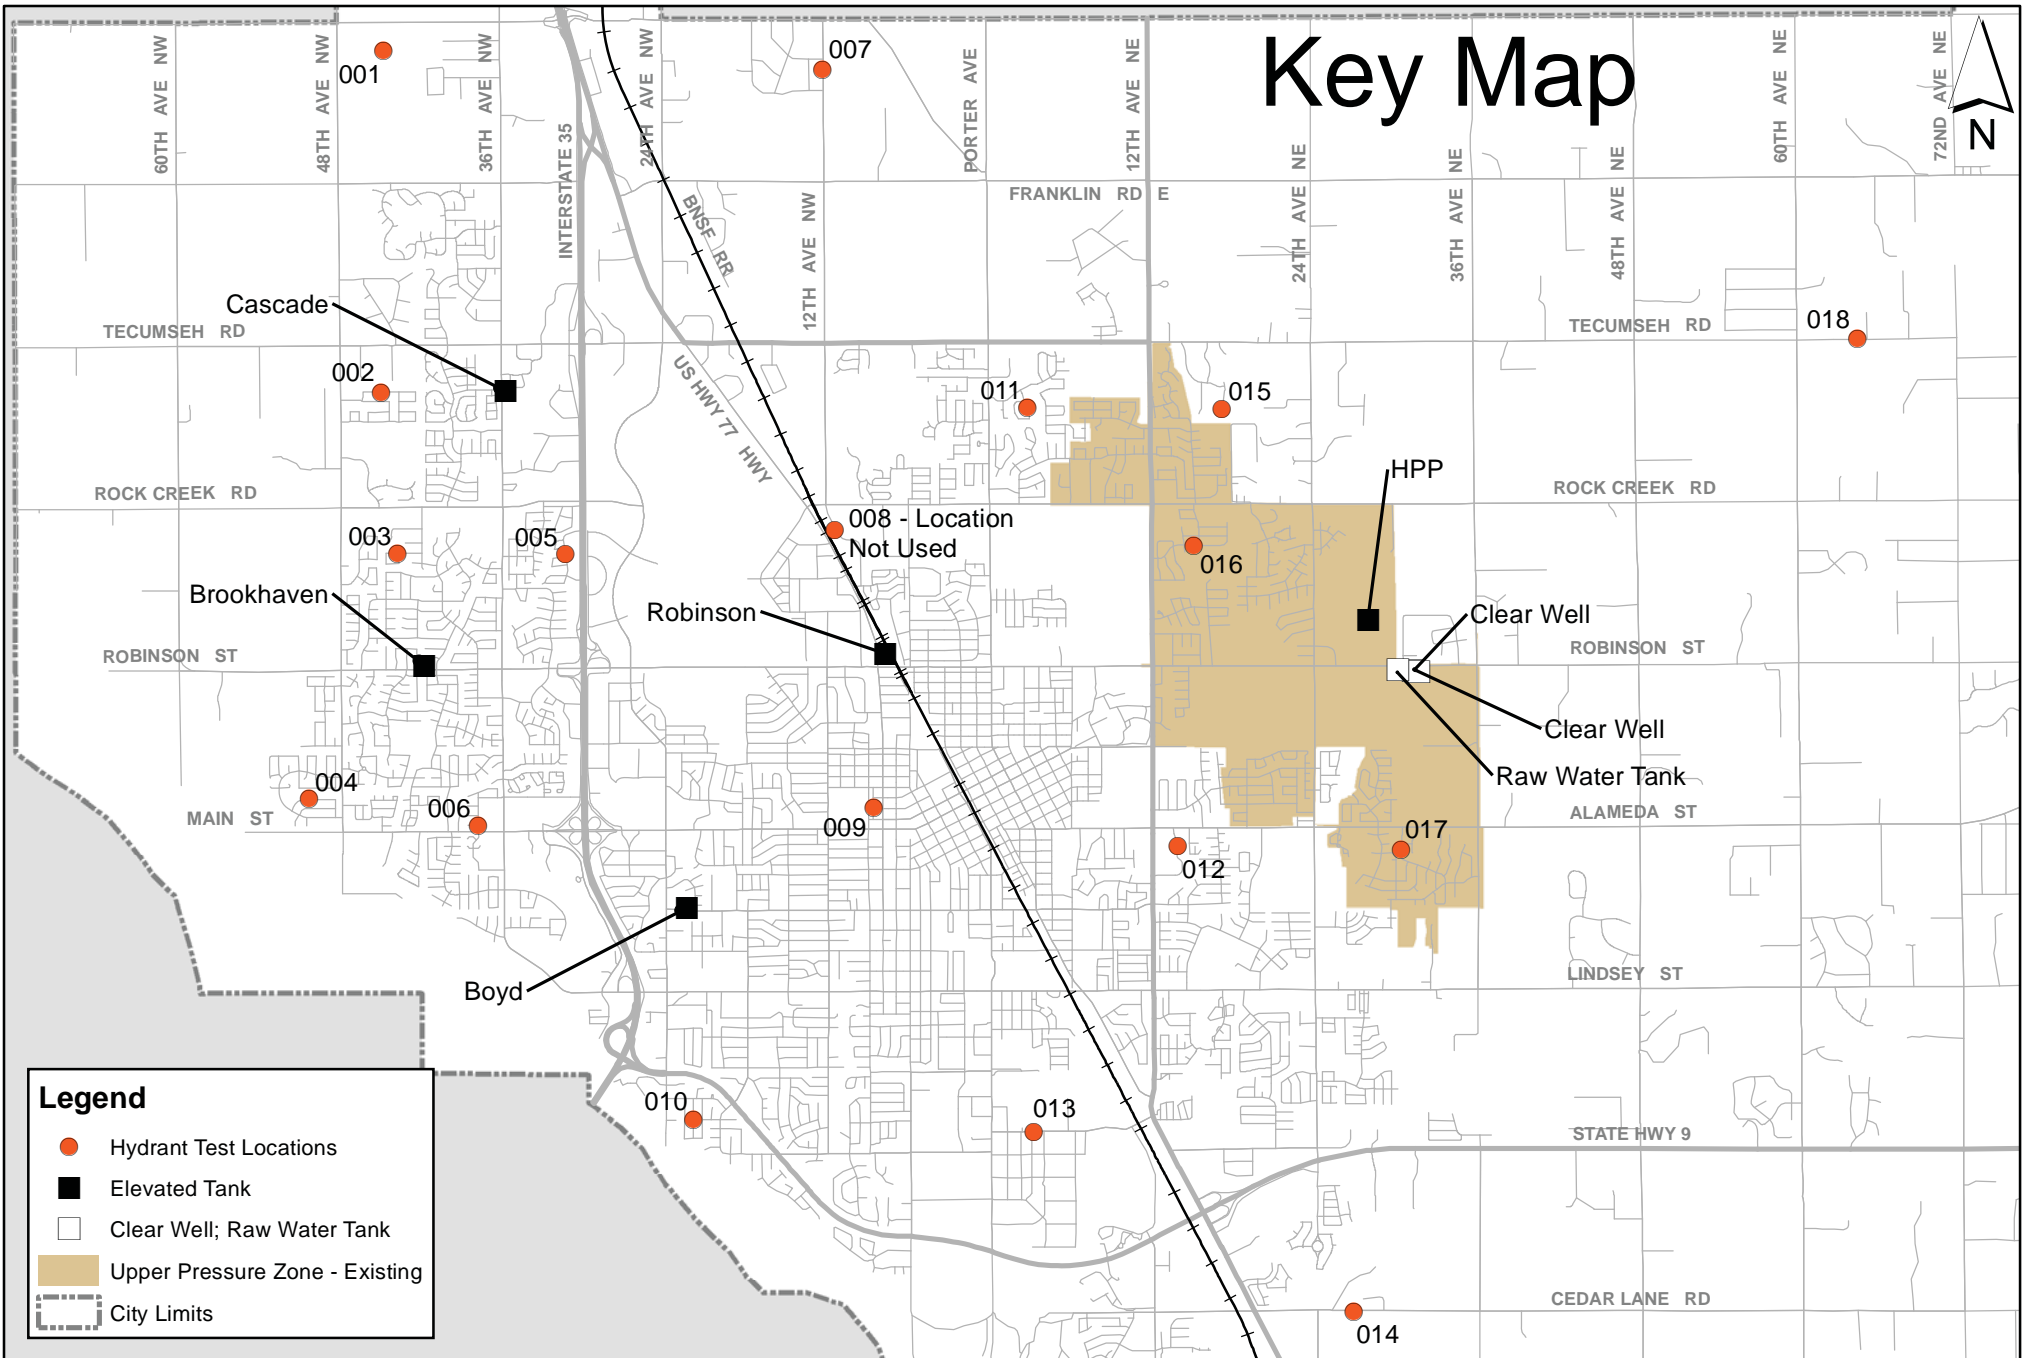 Key Map
N
60TH AVE NW
48TH AVE NW
36TH AVE NW
INTERSTATE 35
24TH AVE NW
12TH AVE NW
PORTER AVE
12TH AVE NE
24TH AVE NE
36TH AVE NE
48TH AVE NE
60TH AVE NE
72ND AVE NE
001
007
FRANKLIN RD E
BNSF RR
Cascade
TECUMSEH RD
TECUMSEH RD
018
002
US HWY 77 HWY
011
015
HPP
ROCK CREEK RD
ROCK CREEK RD
003
005
008 - Location
Not Used
016
Brookhaven
Robinson
Clear Well
ROBINSON ST
ROBINSON ST
Clear Well
Raw Water Tank
004
006
MAIN ST
009
ALAMEDA ST
017
012
Boyd
LINDSEY ST
010
013
STATE HWY 9
CEDAR LANE RD
014
Legend
Hydrant Test Locations
Elevated Tank
Clear Well; Raw Water Tank
Upper Pressure Zone - Existing
City Limits